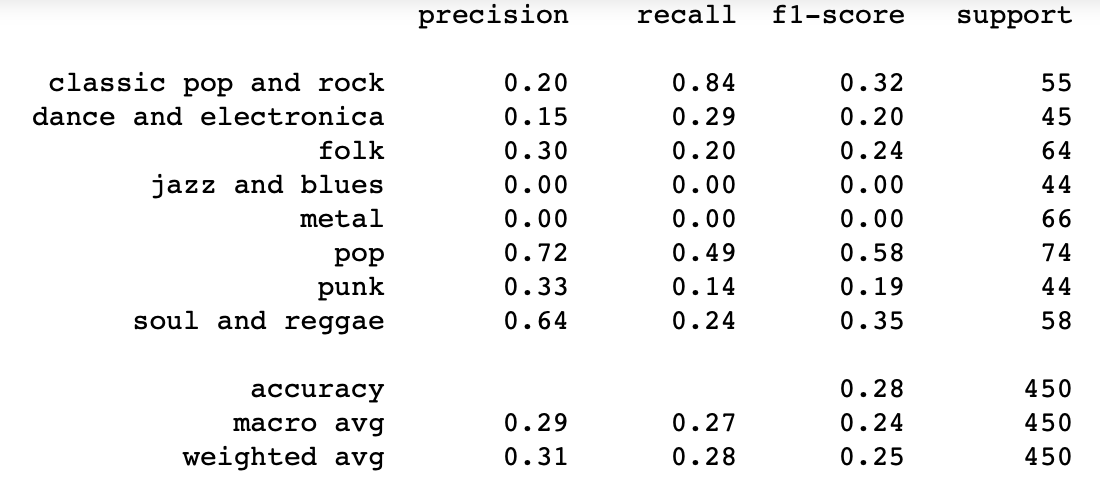 precision recall f1-score support
classic pop and rock 0.20 0.84 0.32 55
dance and electronica 0.15 0.29 0.20 45
folk 0.30 0.20 0.24 64
jazz and blues 0.00 0.00 0.00 44
metal 0.00 0.00 0.00 66
pop 0.72 0.49 0.58 74
punk 0.33 0.14 0.19 44
soul and reggae 0.64 0.24 0.35 58
accuracy 0.28 450
macro avg 0.29 0.27 0.24 450
weighted avg 0.31 0.28 0.25 450